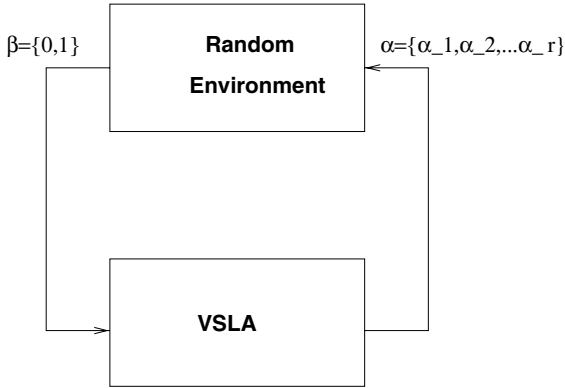 β={0,1}
Random
Environment
α={α_1,α_2,...α_ r}
VSLA